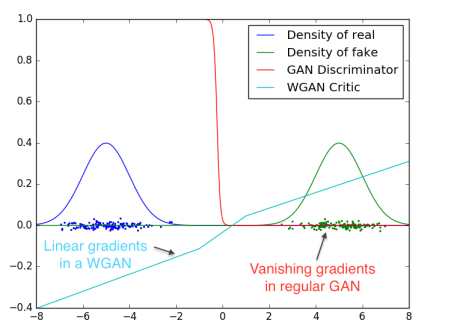 1.0
0.8
0.6
0.4
0.2
0.0
−0.2
−0.4
−8
−6
−4
−2
0
2
4
6
8
Density of real
Density of fake
GAN Discriminator
WGAN Critic
Linear gradients
in a WGAN
Vanishing gradients
in regular GAN